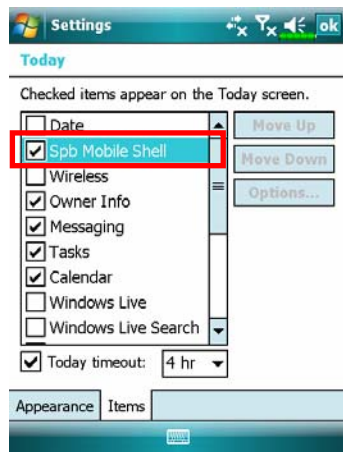 Settings
ok
Today
Checked items appear on the Today screen.
Date
Spb Mobile Shell
Wireless
Owner Info
Messaging
Tasks
Calendar
Windows Live
Windows Live Search
Move Up
Move Down
Options...
Today timeout: 4 hr
Appearance Items